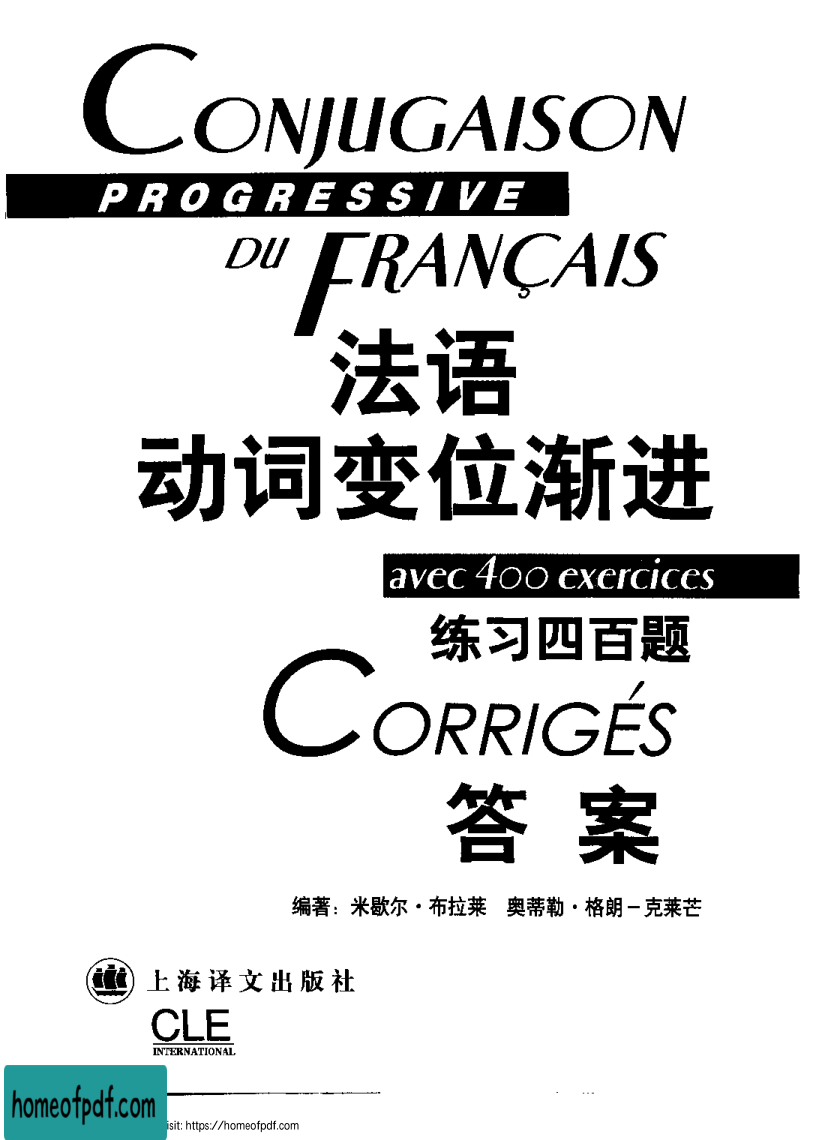 CONJUGAISON
PROGRESSIVE
DU FRANÇAIS
法语
动词变位渐进
avec 400 exercices
练习四百题
CORRIGÉS
答案
编著：米歇尔·布拉莱 奥蒂勒·格朗－克莱芒
上海译文出版社
CLE
INTERNATIONAL
homeofpdf.com
isit: https://homeofpdf.com